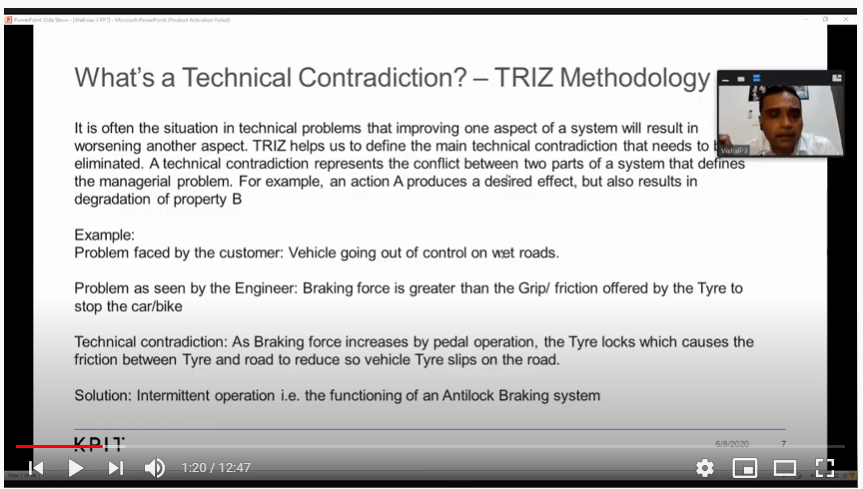 PowerPoint Slide Show - [Webinar 3.PPT] - Microsoft PowerPoint (Product Activation Failed)
What's a Technical Contradiction? – TRIZ Methodology
It is often the situation in technical problems that improving one aspect of a system will result in
worsening another aspect. TRIZ helps us to define the main technical contradiction that needs to
eliminated. A technical contradiction represents the conflict between two parts of a system that defines
the managerial problem. For example, an action A produces a desired effect, but also results in
degradation of property B
Example:
Problem faced by the customer: Vehicle going out of control on wet roads.
Problem as seen by the Engineer: Braking force is greater than the Grip/ friction offered by the Tyre to
stop the car/bike
Technical contradiction: As Braking force increases by pedal operation, the Tyre locks which causes the
friction between Tyre and road to reduce so vehicle Tyre slips on the road.
Solution: Intermittent operation i.e. the functioning of an Antilock Braking system
KPIT
6/8/2020
7
1:20 / 12:47